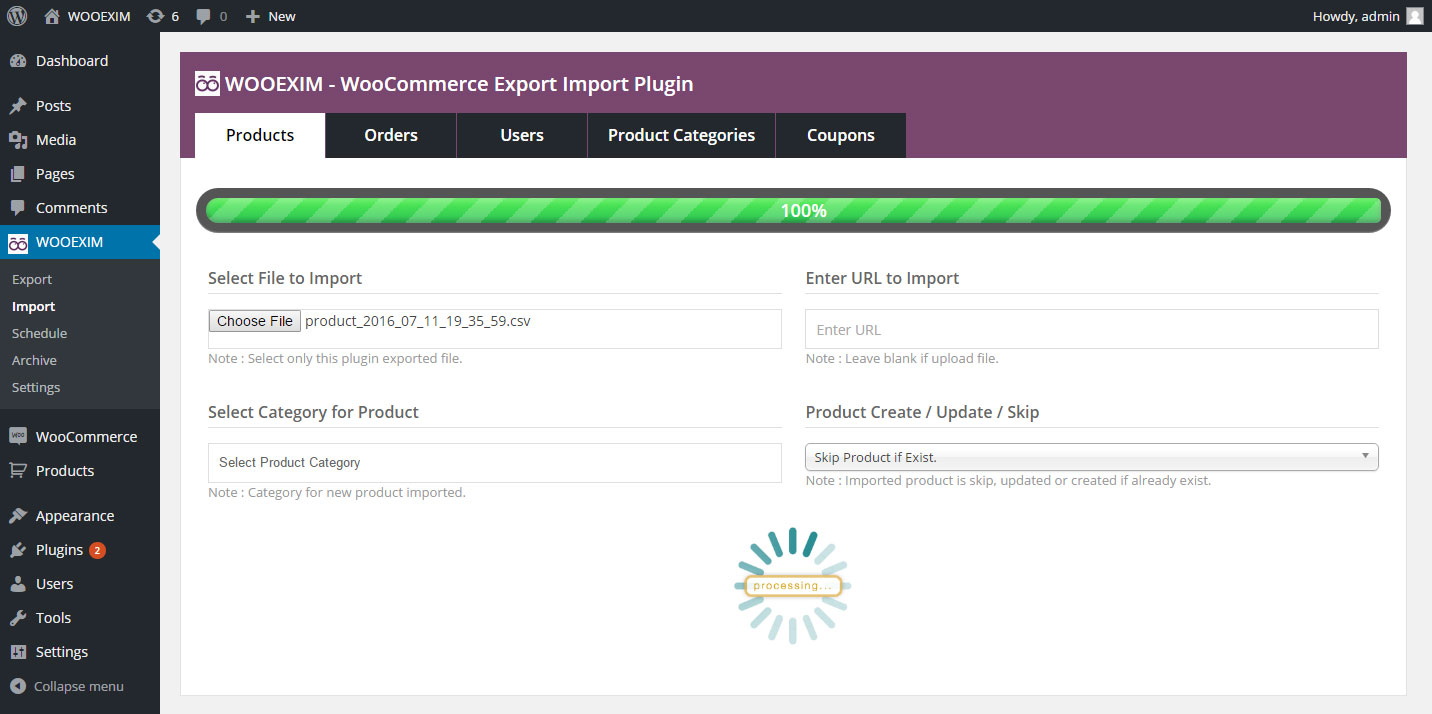 WOOEXIM 6 0 New Howdy, admin
Dashboard
Posts
Media
Pages
Comments
WOOEXIM
Export
Import
Schedule
Archive
Settings
WooCommerce
Products
Appearance
Plugins 2
Users
Tools
Settings
Collapse menu
WOOEXIM - WooCommerce Export Import Plugin
Products Orders Users Product Categories Coupons
100%
Select File to Import
Choose File product_2016_07_11_19_35_59.csv
Note : Select only this plugin exported file.
Enter URL to Import
Enter URL
Note : Leave blank if upload file.
Select Category for Product
Select Product Category
Note : Category for new product imported.
Product Create / Update / Skip
Skip Product if Exist.
Note : Imported product is skip, updated or created if already exist.
processing...